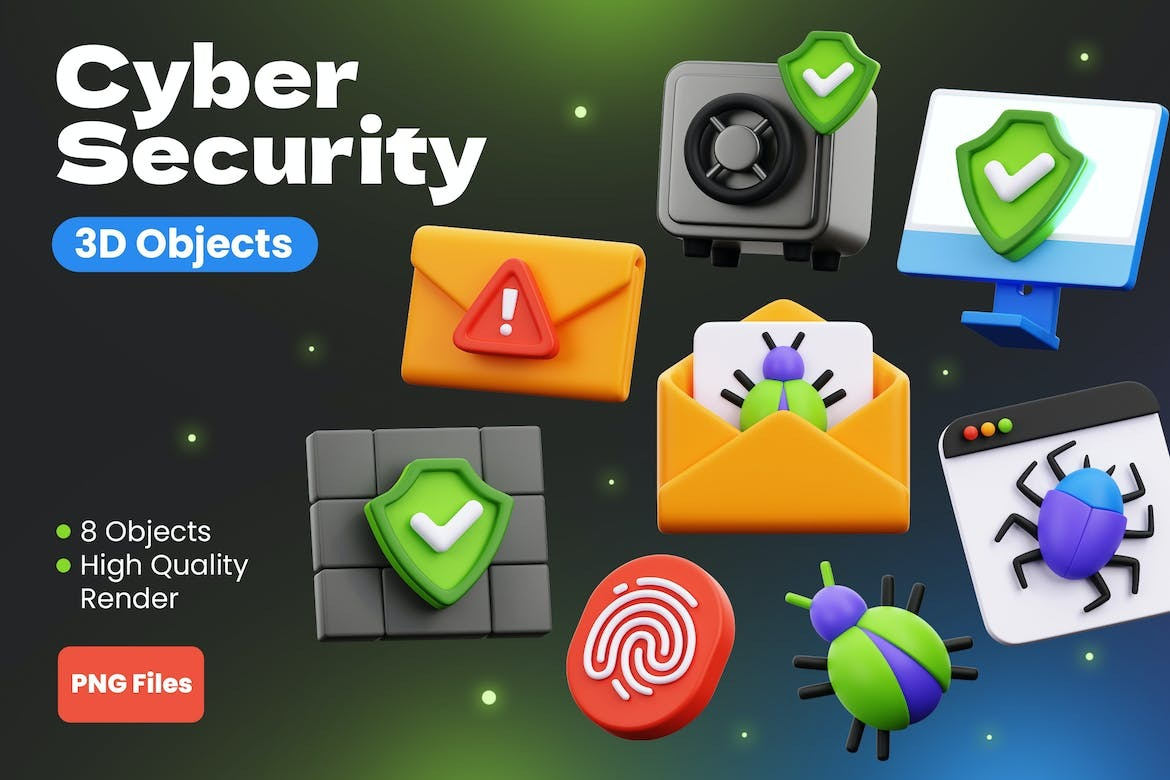 Cyber
Security
3D Objects
8 Objects
High Quality
Render
PNG Files